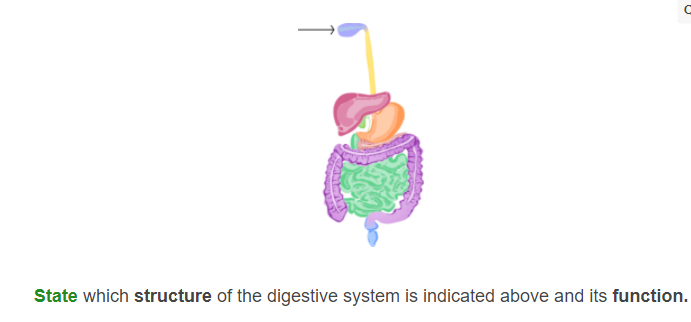 State which structure of the digestive system is indicated above and its function.